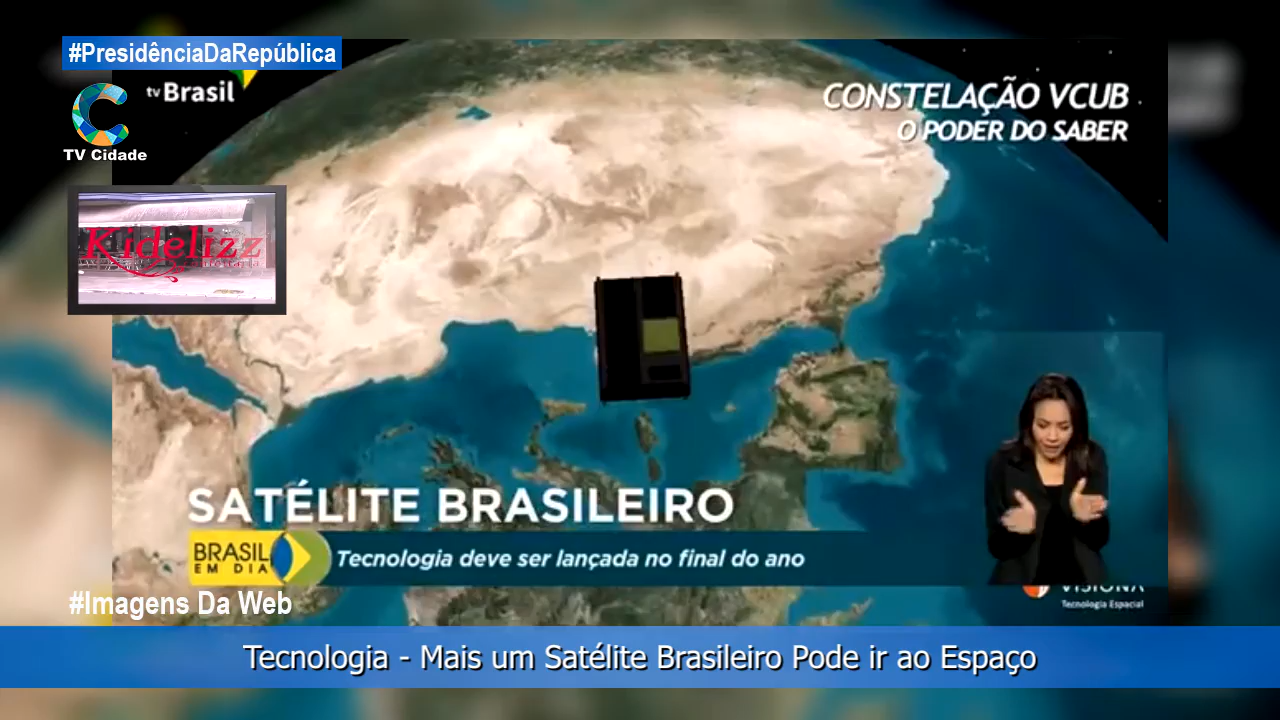 #PresidênciaDaRepública
tv Brasil
TV Cidade
CONSTELAÇÃO VCUB
O PODER DO SABER
Kidelizz
SATÉLITE BRASILEIRO
BRASIL
EM DIA
Tecnologia deve ser lançada no final do ano
VISIONA
Tecnologia Espacial
#Imagens Da Web
Tecnologia - Mais um Satélite Brasileiro Pode ir ao Espaço